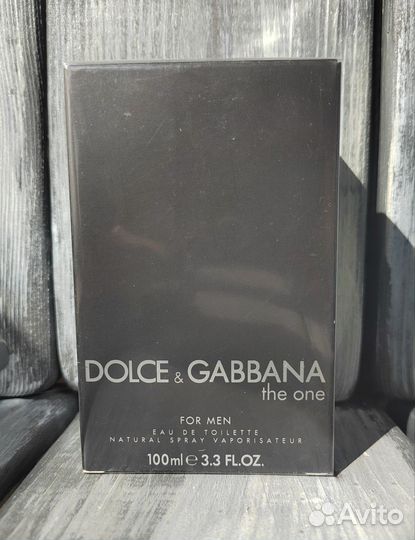 DOLCE & GABBANA
the one
FOR MEN
EAU DE TOILETTE
NATURAL SPRAY VAPORISATEUR
100ml ℮ 3.3 FL.OZ.
Avito